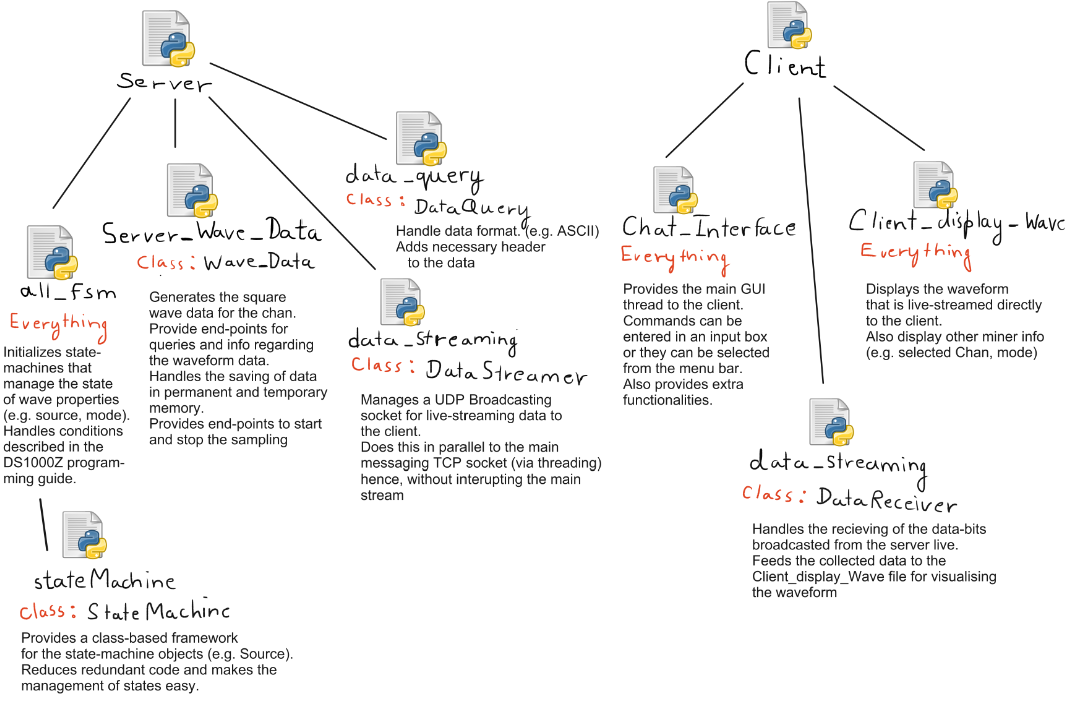 Server
data_query
Class: DataQuery
Handle data format. (e.g. ASCII)
Adds necessary header
to the data
Server_Wave_Data
Class: Wave_Data
Generates the square
wave data for the chan.
Provide end-points for
queries and info regarding
the waveform data.
Handles the saving of data
in permanent and temporary
memory.
Provides end-points to start
and stop the sampling
all_fsm
Everything
Initializes state-
machines that
manage the state
of wave properties
(e.g. source, mode).
Handles conditions
described in the
DS1000Z program-
ming guide.
data_streaming
Class: DataStreamer
Manages a UDP Broadcasting
socket for live-streaming data to
the client.
Does this in parallel to the main
messaging TCP socket (via threading)
hence, without interupting the main
stream
stateMachine
Class: StateMachine
Provides a class-based framework
for the state-machine objects (e.g. Source).
Reduces redundant code and makes the
management of states easy.
Client
Chat_Interface
Everything
Provides the main GUI
thread to the client.
Commands can be
entered in an input box
or they can be selected
from the menu bar.
Also provides extra
functionalities.
Client_display_Wave
Everything
Displays the waveform
that is live-streamed directly
to the client.
Also display other miner info
(e.g. selected Chan, mode)
data_streaming
Class: DataReceiver
Handles the recieving of the data-bits
broadcasted from the server live.
Feeds the collected data to the
Client_display_Wave file for visualising
the waveform